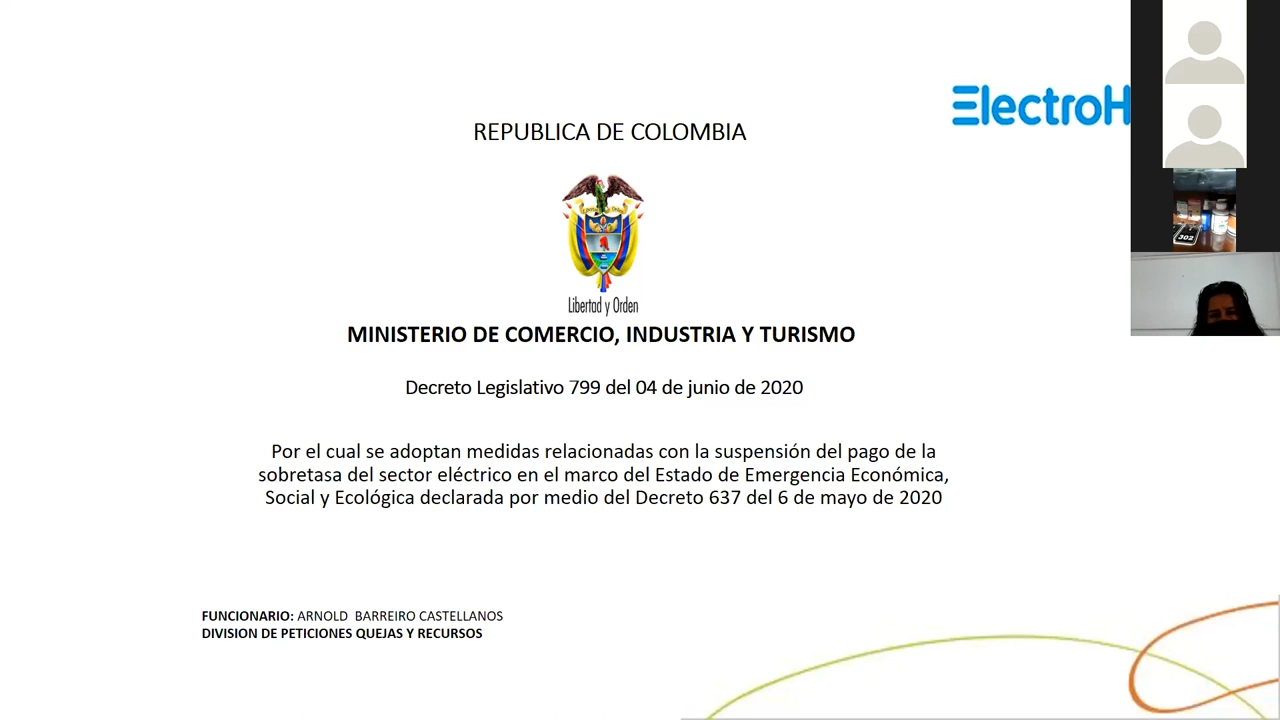 ElectroH
REPUBLICA DE COLOMBIA
Libertad y Orden
MINISTERIO DE COMERCIO, INDUSTRIA Y TURISMO
Decreto Legislativo 799 del 04 de junio de 2020
Por el cual se adoptan medidas relacionadas con la suspensión del pago de la
sobretasa del sector eléctrico en el marco del Estado de Emergencia Económica,
Social y Ecológica declarada por medio del Decreto 637 del 6 de mayo de 2020
FUNCIONARIO: ARNOLD BARREIRO CASTELLANOS
DIVISION DE PETICIONES QUEJAS Y RECURSOS
302